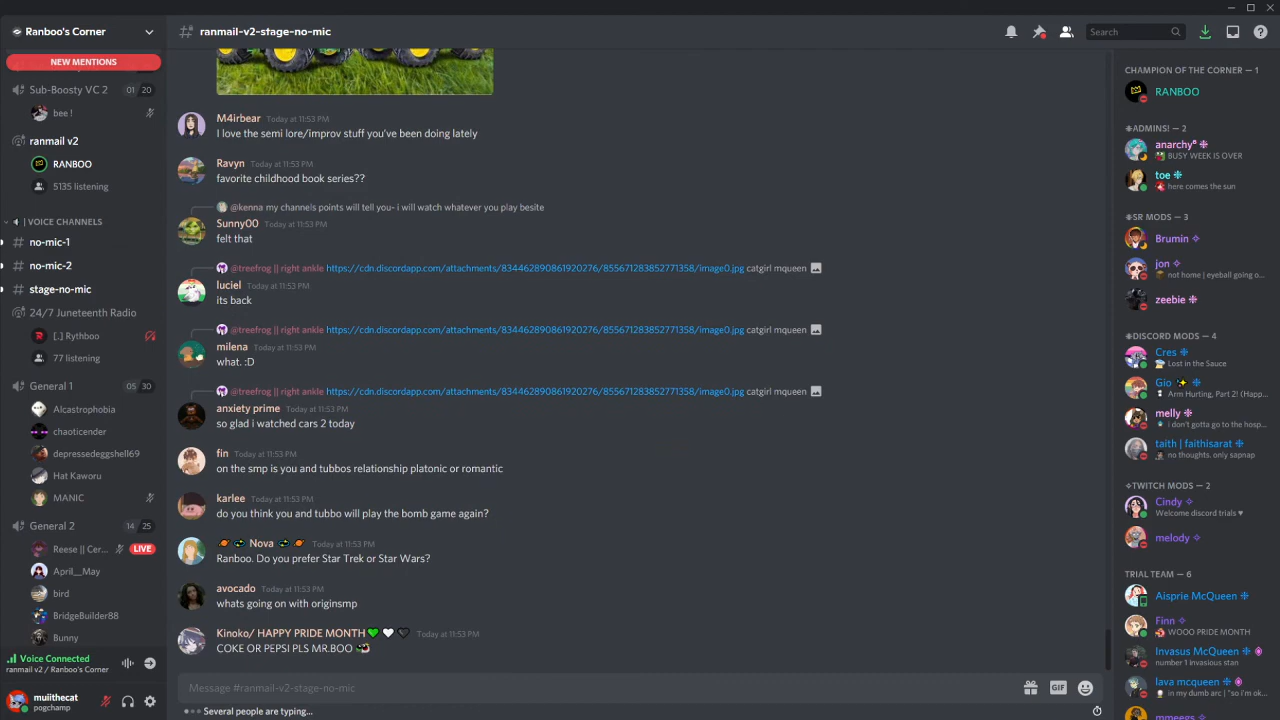 Ranboo's Corner
NEW MENTIONS
Sub-Boosty VC 2 01 20
bee !
ranmail v2
RANBOO
5135 listening
| VOICE CHANNELS
no-mic-1
no-mic-2
stage-no-mic
24/7 Juneteenth Radio
[.] Rythboo
77 listening
General 1 05 30
Alcastrophobia
chaoticender
depressedeggshell69
Hat Kaworu
MANIC
General 2 14 25
Reese || Cer... LIVE
April__May
bird
BridgeBuilder88
Bunny
Voice Connected
ranmail v2 / Ranboo's Corner
muiithecat
pogchamp
ranmail-v2-stage-no-mic
Search
M4irbear Today at 11:53 PM
I love the semi lore/improv stuff you've been doing lately
Ravyn Today at 11:53 PM
favorite childhood book series??
@kenna my channels points will tell you- i will watch whatever you play besite
Sunny00 Today at 11:53 PM
felt that
@treefrog || right ankle https://cdn.discordapp.com/attachments/834462890861920276/855671283852771358/image0.jpg catgirl mqueen
luciel Today at 11:53 PM
its back
@treefrog || right ankle https://cdn.discordapp.com/attachments/834462890861920276/855671283852771358/image0.jpg catgirl mqueen
milena Today at 11:53 PM
what. :D
@treefrog || right ankle https://cdn.discordapp.com/attachments/834462890861920276/855671283852771358/image0.jpg catgirl mqueen
anxiety prime Today at 11:53 PM
so glad i watched cars 2 today
fin Today at 11:53 PM
on the smp is you and tubbos relationship platonic or romantic
karlee Today at 11:53 PM
do you think you and tubbo will play the bomb game again?
Nova Today at 11:53 PM
Ranboo. Do you prefer Star Trek or Star Wars?
avocado Today at 11:53 PM
whats going on with originsmp
Kinoko/ HAPPY PRIDE MONTH Today at 11:53 PM
COKE OR PEPSI PLS MR.BOO
Message #ranmail-v2-stage-no-mic
GIF
Several people are typing...
CHAMPION OF THE CORNER — 1
RANBOO
❉ADMINS! — 2
anarchy° ❉
BUSY WEEK IS OVER
toe ❉
here comes the sun
❉SR MODS — 3
Brumin ✧
jon ✧
not home | eyeball going o...
zeebie ❉
❉DISCORD MODS — 4
Cres ❉
Lost in the Sauce
Gio ✨ ❉
Arm Hurting, Part 2! (Happ...
melly ❉
i don't gotta go to the hosp...
taith | faithisarat ❉
no thoughts. only sapnap
✧TWITCH MODS — 2
Cindy ✧
Welcome discord trials ♥
melody ✧
TRIAL TEAM — 6
Aisprie McQueen ❉
Finn ✧
WOOO PRIDE MONTH
Invasus McQueen ❉
number 1 invasious stan
lava mcqueen ❉
in my dumb arc | "so i'm ok...
mmeegs ✧